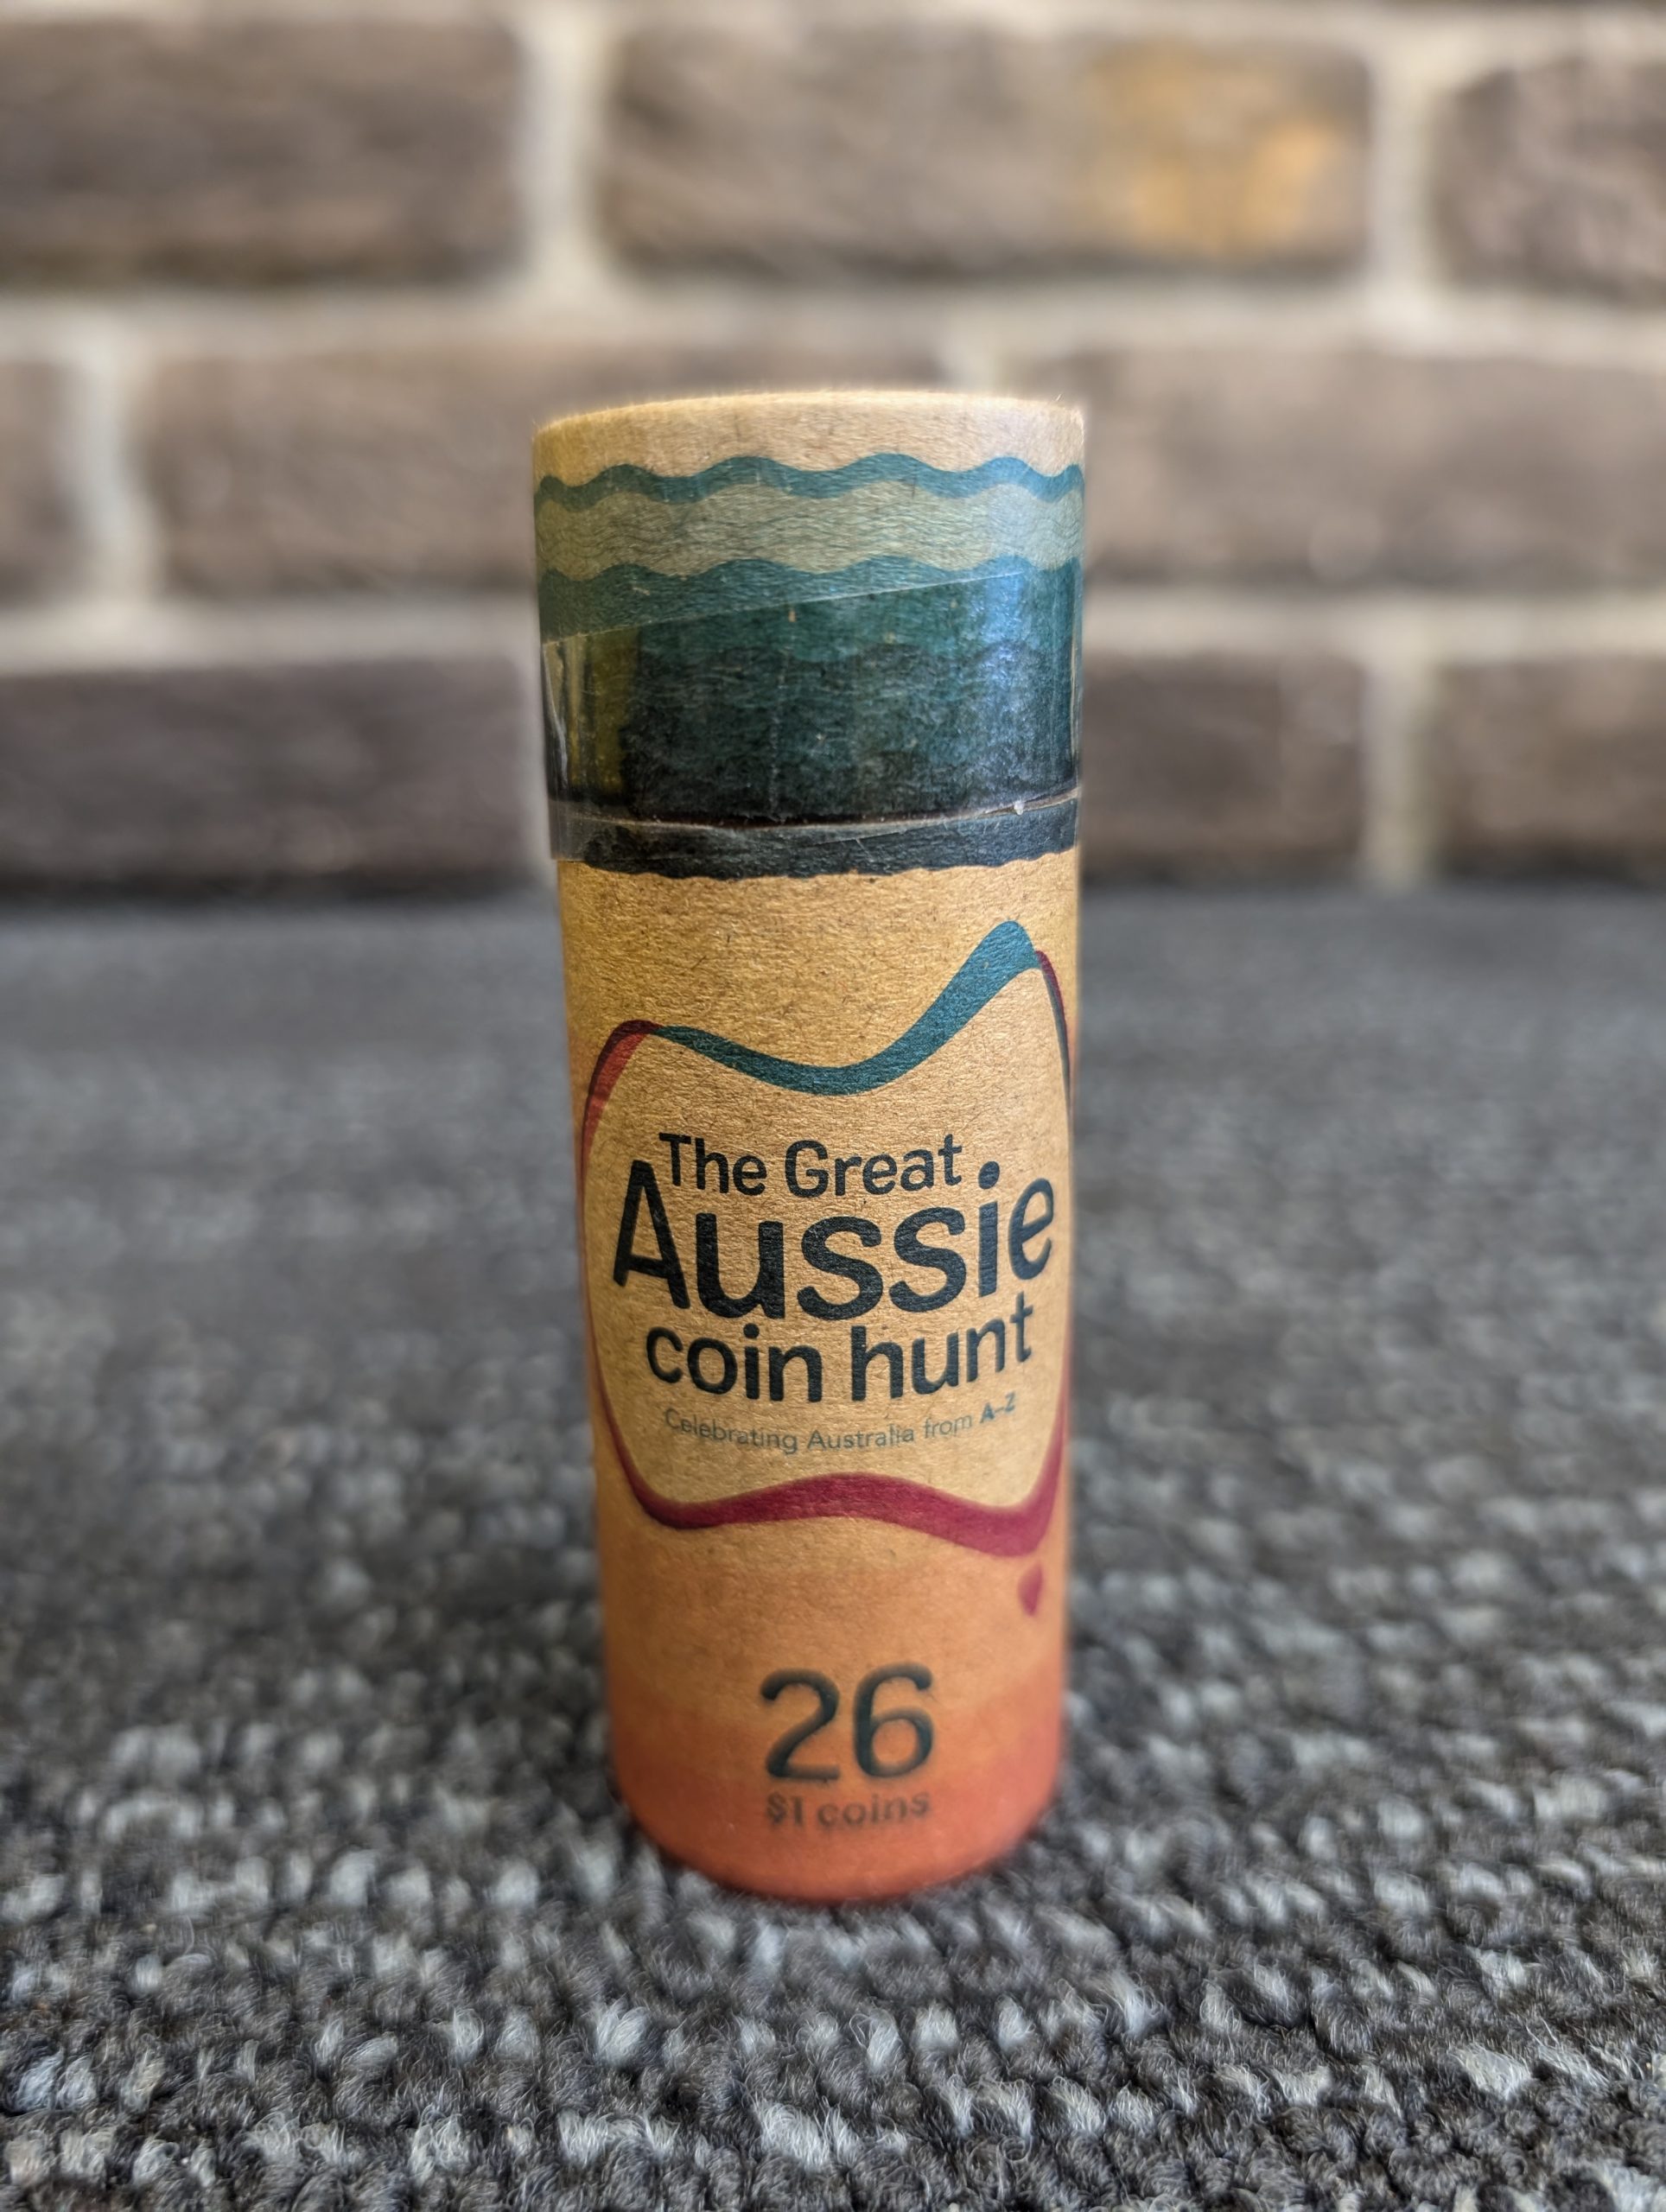 The Great
Aussie
coin hunt
Celebrating Australia from A–Z
26
$1 coins